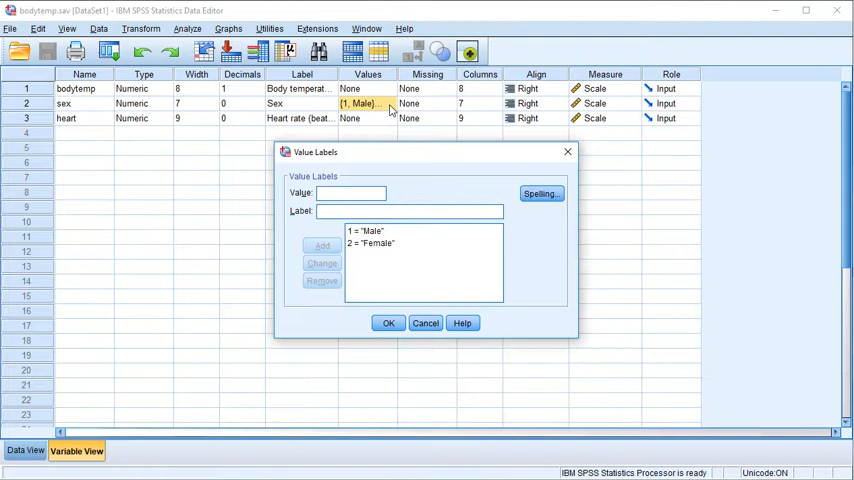 bodytemp.sav [DataSet1] - IBM SPSS Statistics Data Editor
File Edit View Data Transform Analyze Graphs Utilities Extensions Window Help
Name Type Width Decimals Label Values Missing Columns Align Measure Role
1 bodytemp Numeric 8 1 Body temperat... None None 8 Right Scale Input
2 sex Numeric 7 0 Sex {1, Male}... None 7 Right Scale Input
3 heart Numeric 9 0 Heart rate (beat... None None 9 Right Scale Input
4
5
6
7
8
9
10
11
12
13
14
15
16
17
18
19
20
21
22
23
Value Labels
Value Labels
Value:
Spelling...
Label:
1 = "Male"
2 = "Female"
Add
Change
Remove
OK Cancel Help
Data View Variable View
IBM SPSS Statistics Processor is ready Unicode:ON